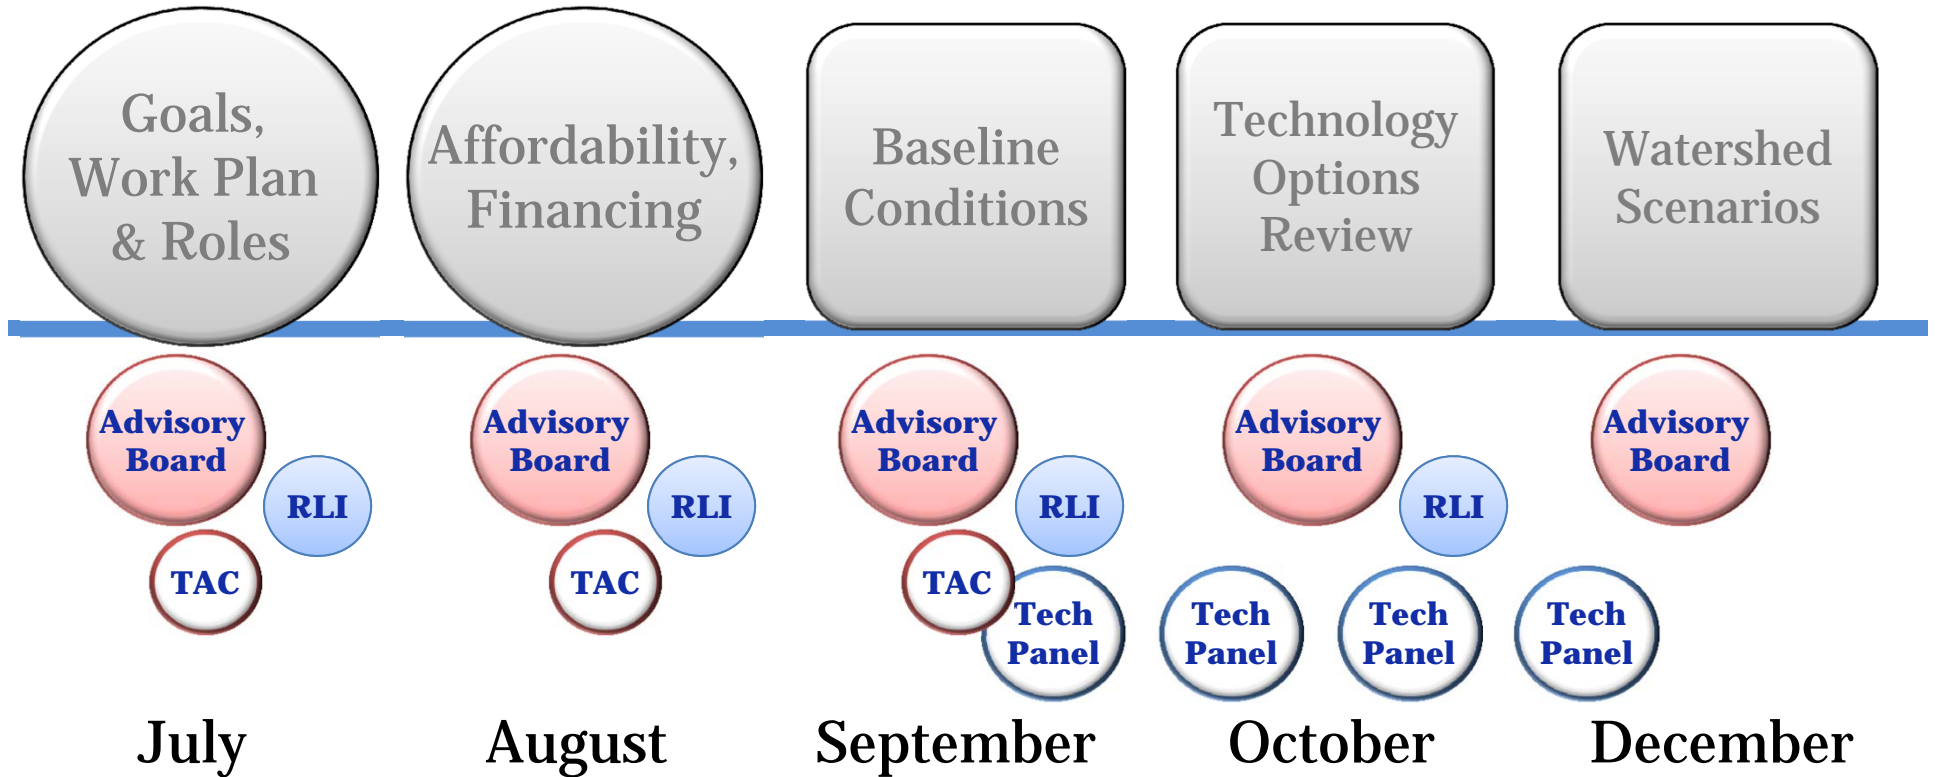 Goals,
Work Plan
& Roles
Affordability,
Financing
Baseline
Conditions
Technology
Options
Review
Watershed
Scenarios
Advisory
Board
RLI
TAC
Advisory
Board
RLI
TAC
Advisory
Board
RLI
TAC
Tech
Panel
Advisory
Board
RLI
Tech
Panel
Tech
Panel
Advisory
Board
Tech
Panel
July
August
September
October
December